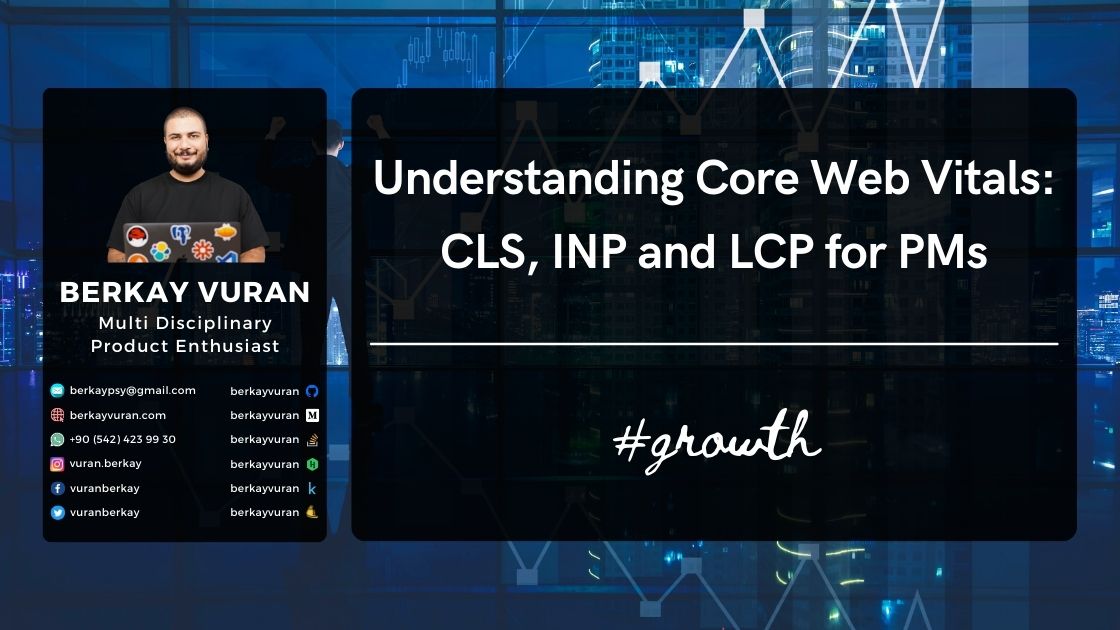 BERKAY VURAN
Multi Disciplinary
Product Enthusiast
berkaypsy@gmail.com
berkayvuran.com
+90 (542) 423 99 30
vuran.berkay
vuranberkay
vuranberkay
berkayvuran
berkayvuran M
berkayvuran
berkayvuran
berkayvuran k
berkayvuran
Understanding Core Web Vitals:
CLS, INP and LCP for PMs
#growth